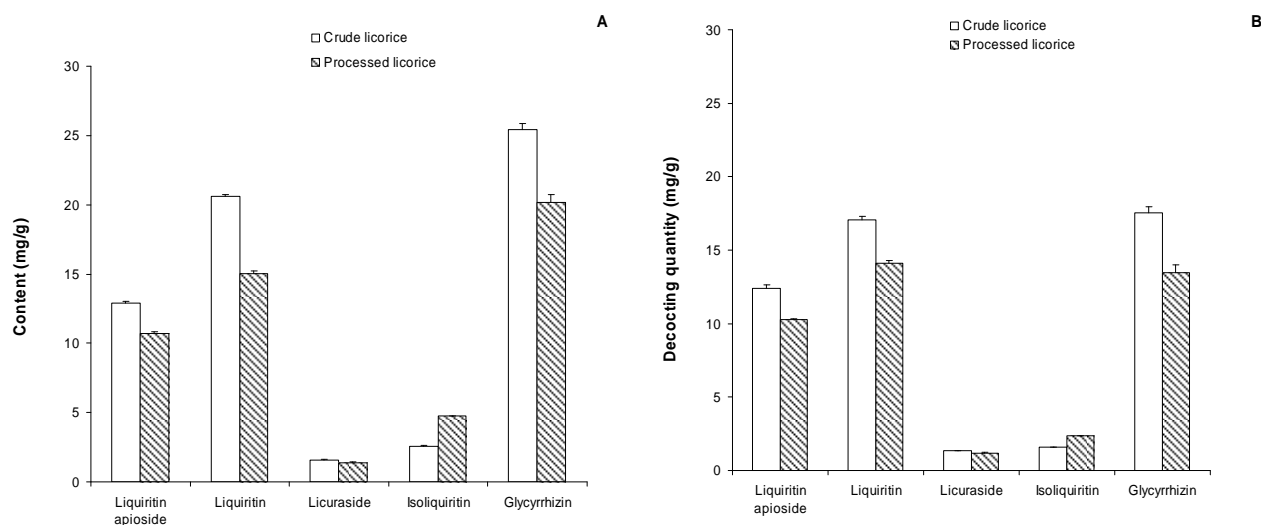 A
Crude licorice
Processed licorice
30
25
20
15
10
5
0
Content (mg/g)
Liquiritin
apioside
Liquiritin
Licuraside
Isoliquiritin
Glycyrrhizin
B
Crude licorice
Processed licorice
30
25
20
15
10
5
0
Decocting quantity (mg/g)
Liquiritin
apioside
Liquiritin
Licuraside
Isoliquiritin
Glycyrrhizin